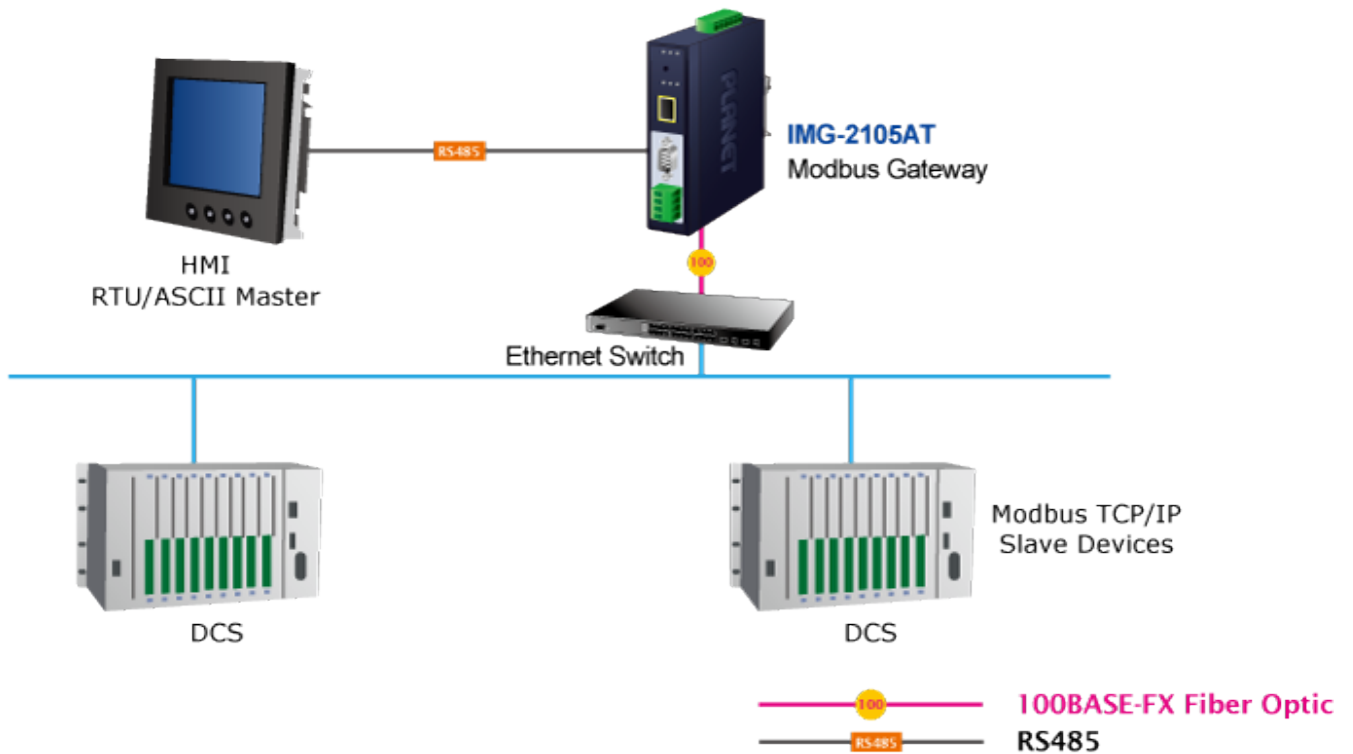 PLANET
IMG-2105AT
Modbus Gateway
RS485
HMI
RTU/ASCII Master
100
Ethernet Switch
Modbus TCP/IP
Slave Devices
DCS
DCS
100
100BASE-FX Fiber Optic
RS485
RS485